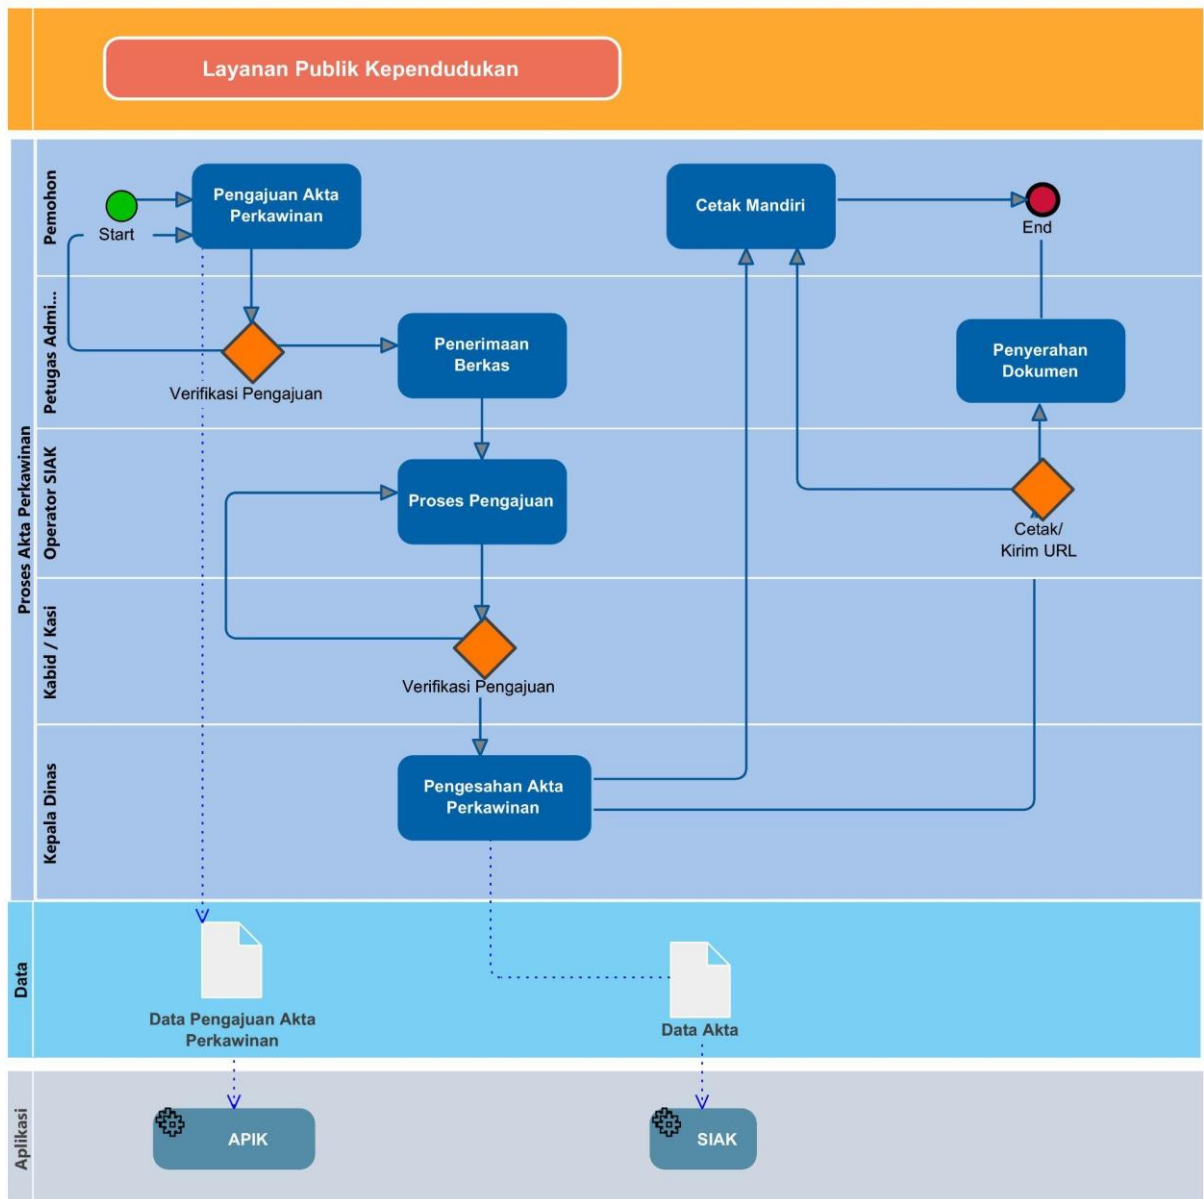 Layanan Publik Kependudukan
Proses Akta Perkawinan
Pemohon
Start
Pengajuan Akta
Perkawinan
Cetak Mandiri
End
Petugas Admi...
Verifikasi Pengajuan
Penerimaan
Berkas
Penyerahan
Dokumen
Operator SIAK
Proses Pengajuan
Cetak/
Kirim URL
Kabid / Kasi
Verifikasi Pengajuan
Kepala Dinas
Pengesahan Akta
Perkawinan
Data
Data Pengajuan Akta
Perkawinan
Data Akta
Aplikasi
APIK
SIAK